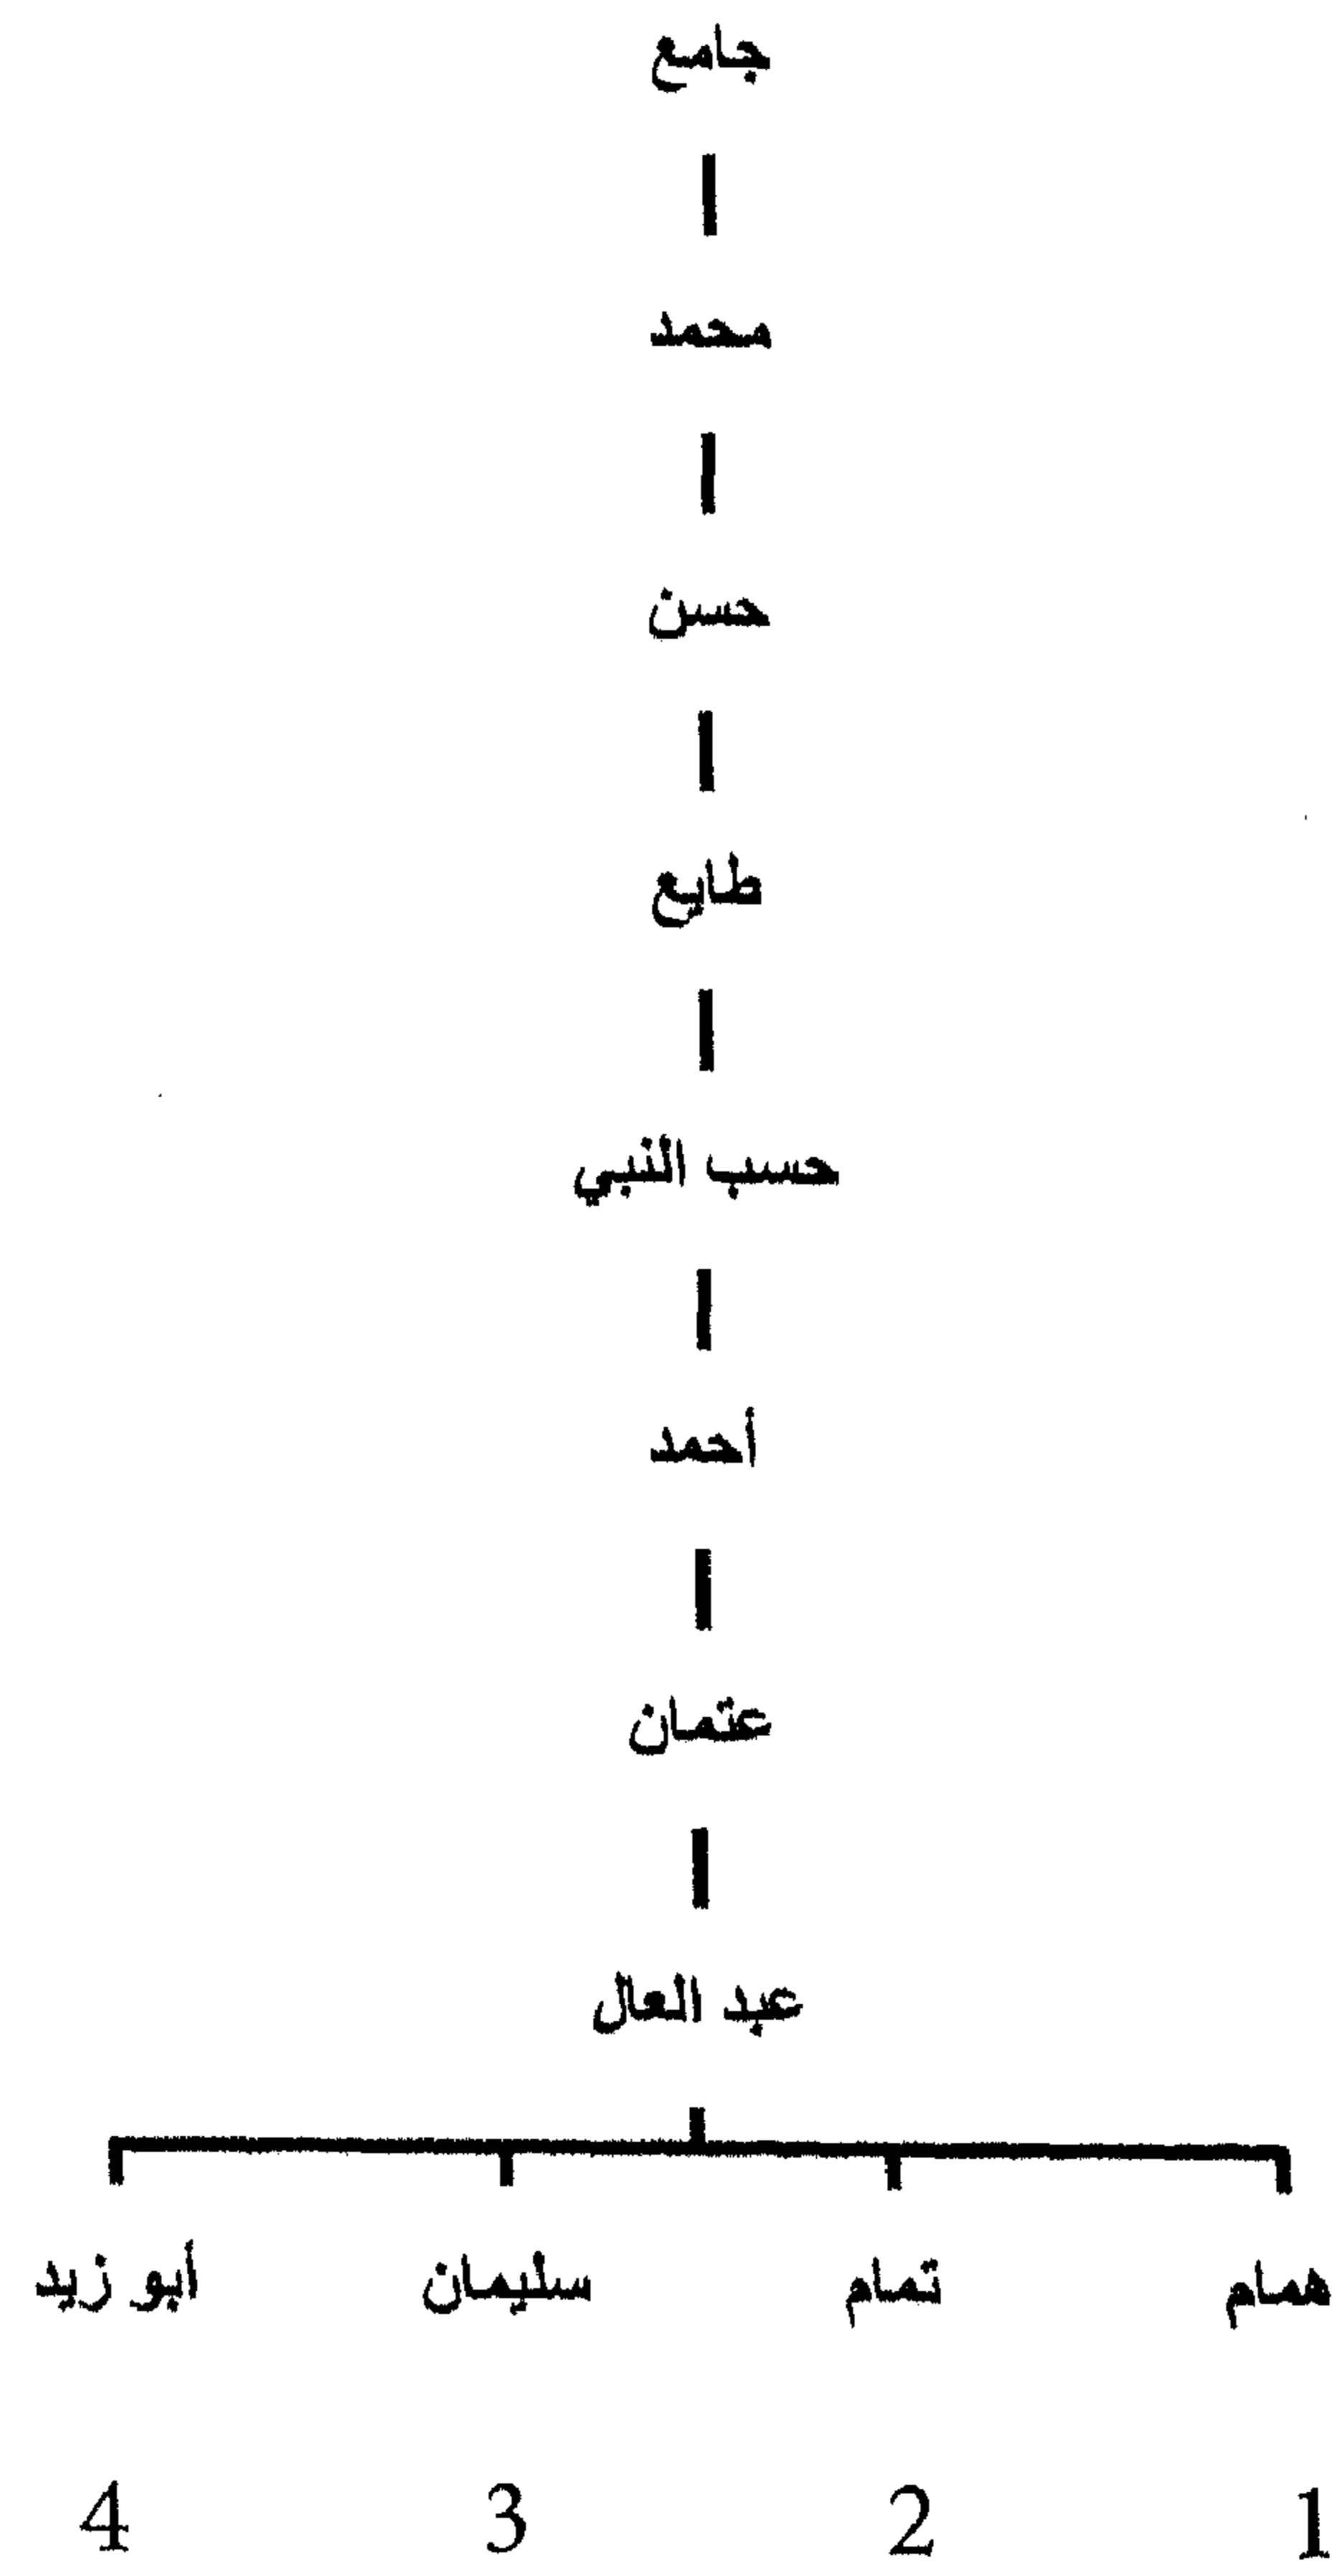 جامع
محمد
حسن
طايع
حسب النبي
أحمد
عتمان
عبد العال
همام تمام سليمان أبو زيد
1 2 3 4